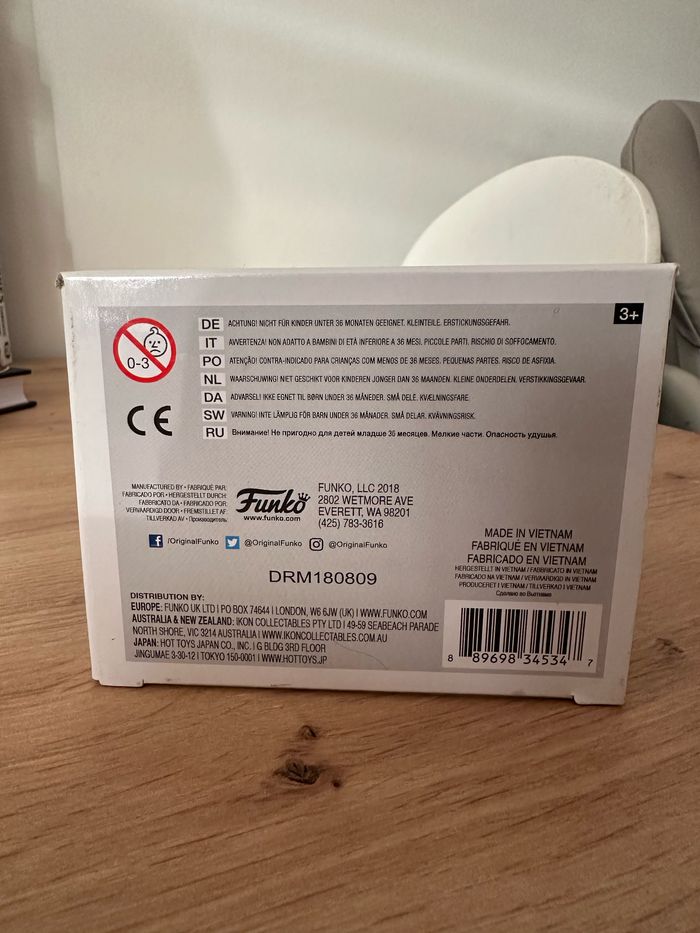 3+
0-3
DE ACHTUNG! NICHT FÜR KINDER UNTER 36 MONATEN GEEIGNET. KLEINTEILE. ERSTICKUNGSGEFAHR.
IT AVVERTENZA! NON ADATTO A BAMBINI DI ETÀ INFERIORE A 36 MESI. PICCOLE PARTI. RISCHIO DI SOFFOCAMENTO.
PO ATENÇÃO! CONTRA-INDICADO PARA CRIANÇAS COM MENOS DE 36 MESES. PEQUENAS PARTES. RISCO DE ASFIXIA.
NL WAARSCHUWING! NIET GESCHIKT VOOR KINDEREN JONGER DAN 36 MAANDEN. KLEINE ONDERDELEN. VERSTIKKINGSGEVAAR.
DA ADVARSEL! IKKE EGNET TIL BØRN UNDER 36 MÅNEDER. SMÅ DELE. KVÆLNINGSFARE.
SW VARNING! INTE LÄMPLIG FÖR BARN UNDER 36 MÅNADER. SMÅ DELAR. KVÄVNINGSRISK.
RU Внимание! Не пригодно для детей младше 36 месяцев. Мелкие части. Опасность удушья.
CE
MANUFACTURED BY • FABRIQUÉ PAR:
FABRICADO POR • HERGESTELLT DURCH:
FABBRICATO DA • FABRICADO POR:
VERVAARDIGD DOOR • FREMSTILLET AF:
TILLVERKAD AV • Производитель:
Funko
www.funko.com
FUNKO, LLC 2018
2802 WETMORE AVE
EVERETT, WA 98201
(425) 783-3616
/OriginalFunko @OriginalFunko @OriginalFunko
DRM180809
MADE IN VIETNAM
FABRIQUÉ EN VIETNAM
FABRICADO EN VIETNAM
HERGESTELLT IN VIETNAM / FABBRICATO IN VIETNAM
FABRICADO NA VIETNAM / VERVAARDIGD IN VIETNAM
PRODUCERET I VIETNAM / TILLVERKAD I VIETNAM
Сделано во Вьетнаме
DISTRIBUTION BY:
EUROPE: FUNKO UK LTD | PO BOX 74644 | LONDON, W6 6JW (UK) | WWW.FUNKO.COM
AUSTRALIA & NEW ZEALAND: IKON COLLECTABLES PTY LTD | 49-59 SEABEACH PARADE
NORTH SHORE, VIC 3214 AUSTRALIA | WWW.IKONCOLLECTABLES.COM.AU
JAPAN: HOT TOYS JAPAN CO., INC. | G BLDG 3RD FLOOR
JINGUMAE 3-30-12 | TOKYO 150-0001 | WWW.HOTTOYS.JP
8 89698 34534 7